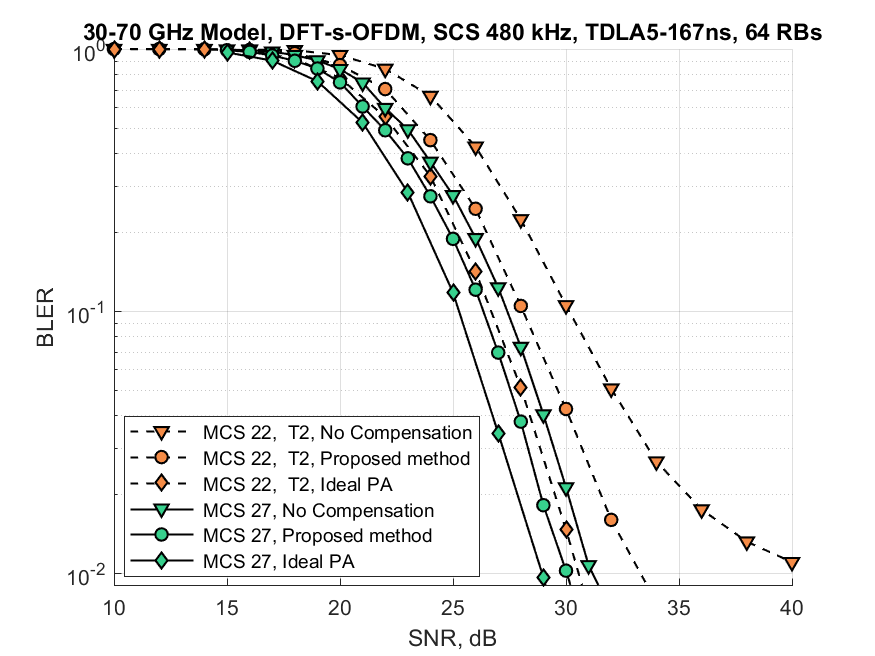 30-70 GHz Model, DFT-s-OFDM, SCS 480 kHz, TDLA5-167ns, 64 RBs
10^0
10^-1
10^-2
BLER
MCS 22, T2, No Compensation
MCS 22, T2, Proposed method
MCS 22, T2, Ideal PA
MCS 27, No Compensation
MCS 27, Proposed method
MCS 27, Ideal PA
10 15 20 25 30 35 40
SNR, dB